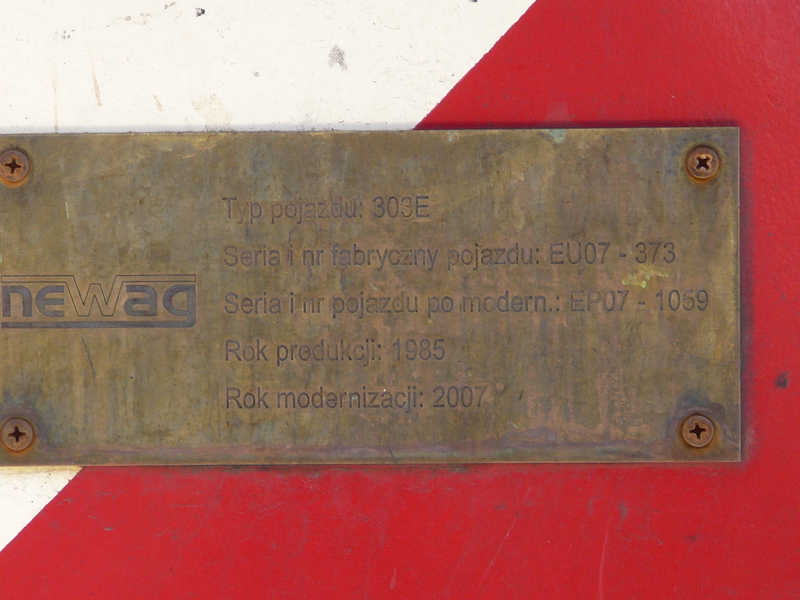 newag
Typ pojazdu: 303E
Seria i nr fabryczny pojazdu: EU07 - 373
Seria i nr pojazdu po modern.: EP07 - 1059
Rok produkcji: 1985
Rok modernizacji: 2007